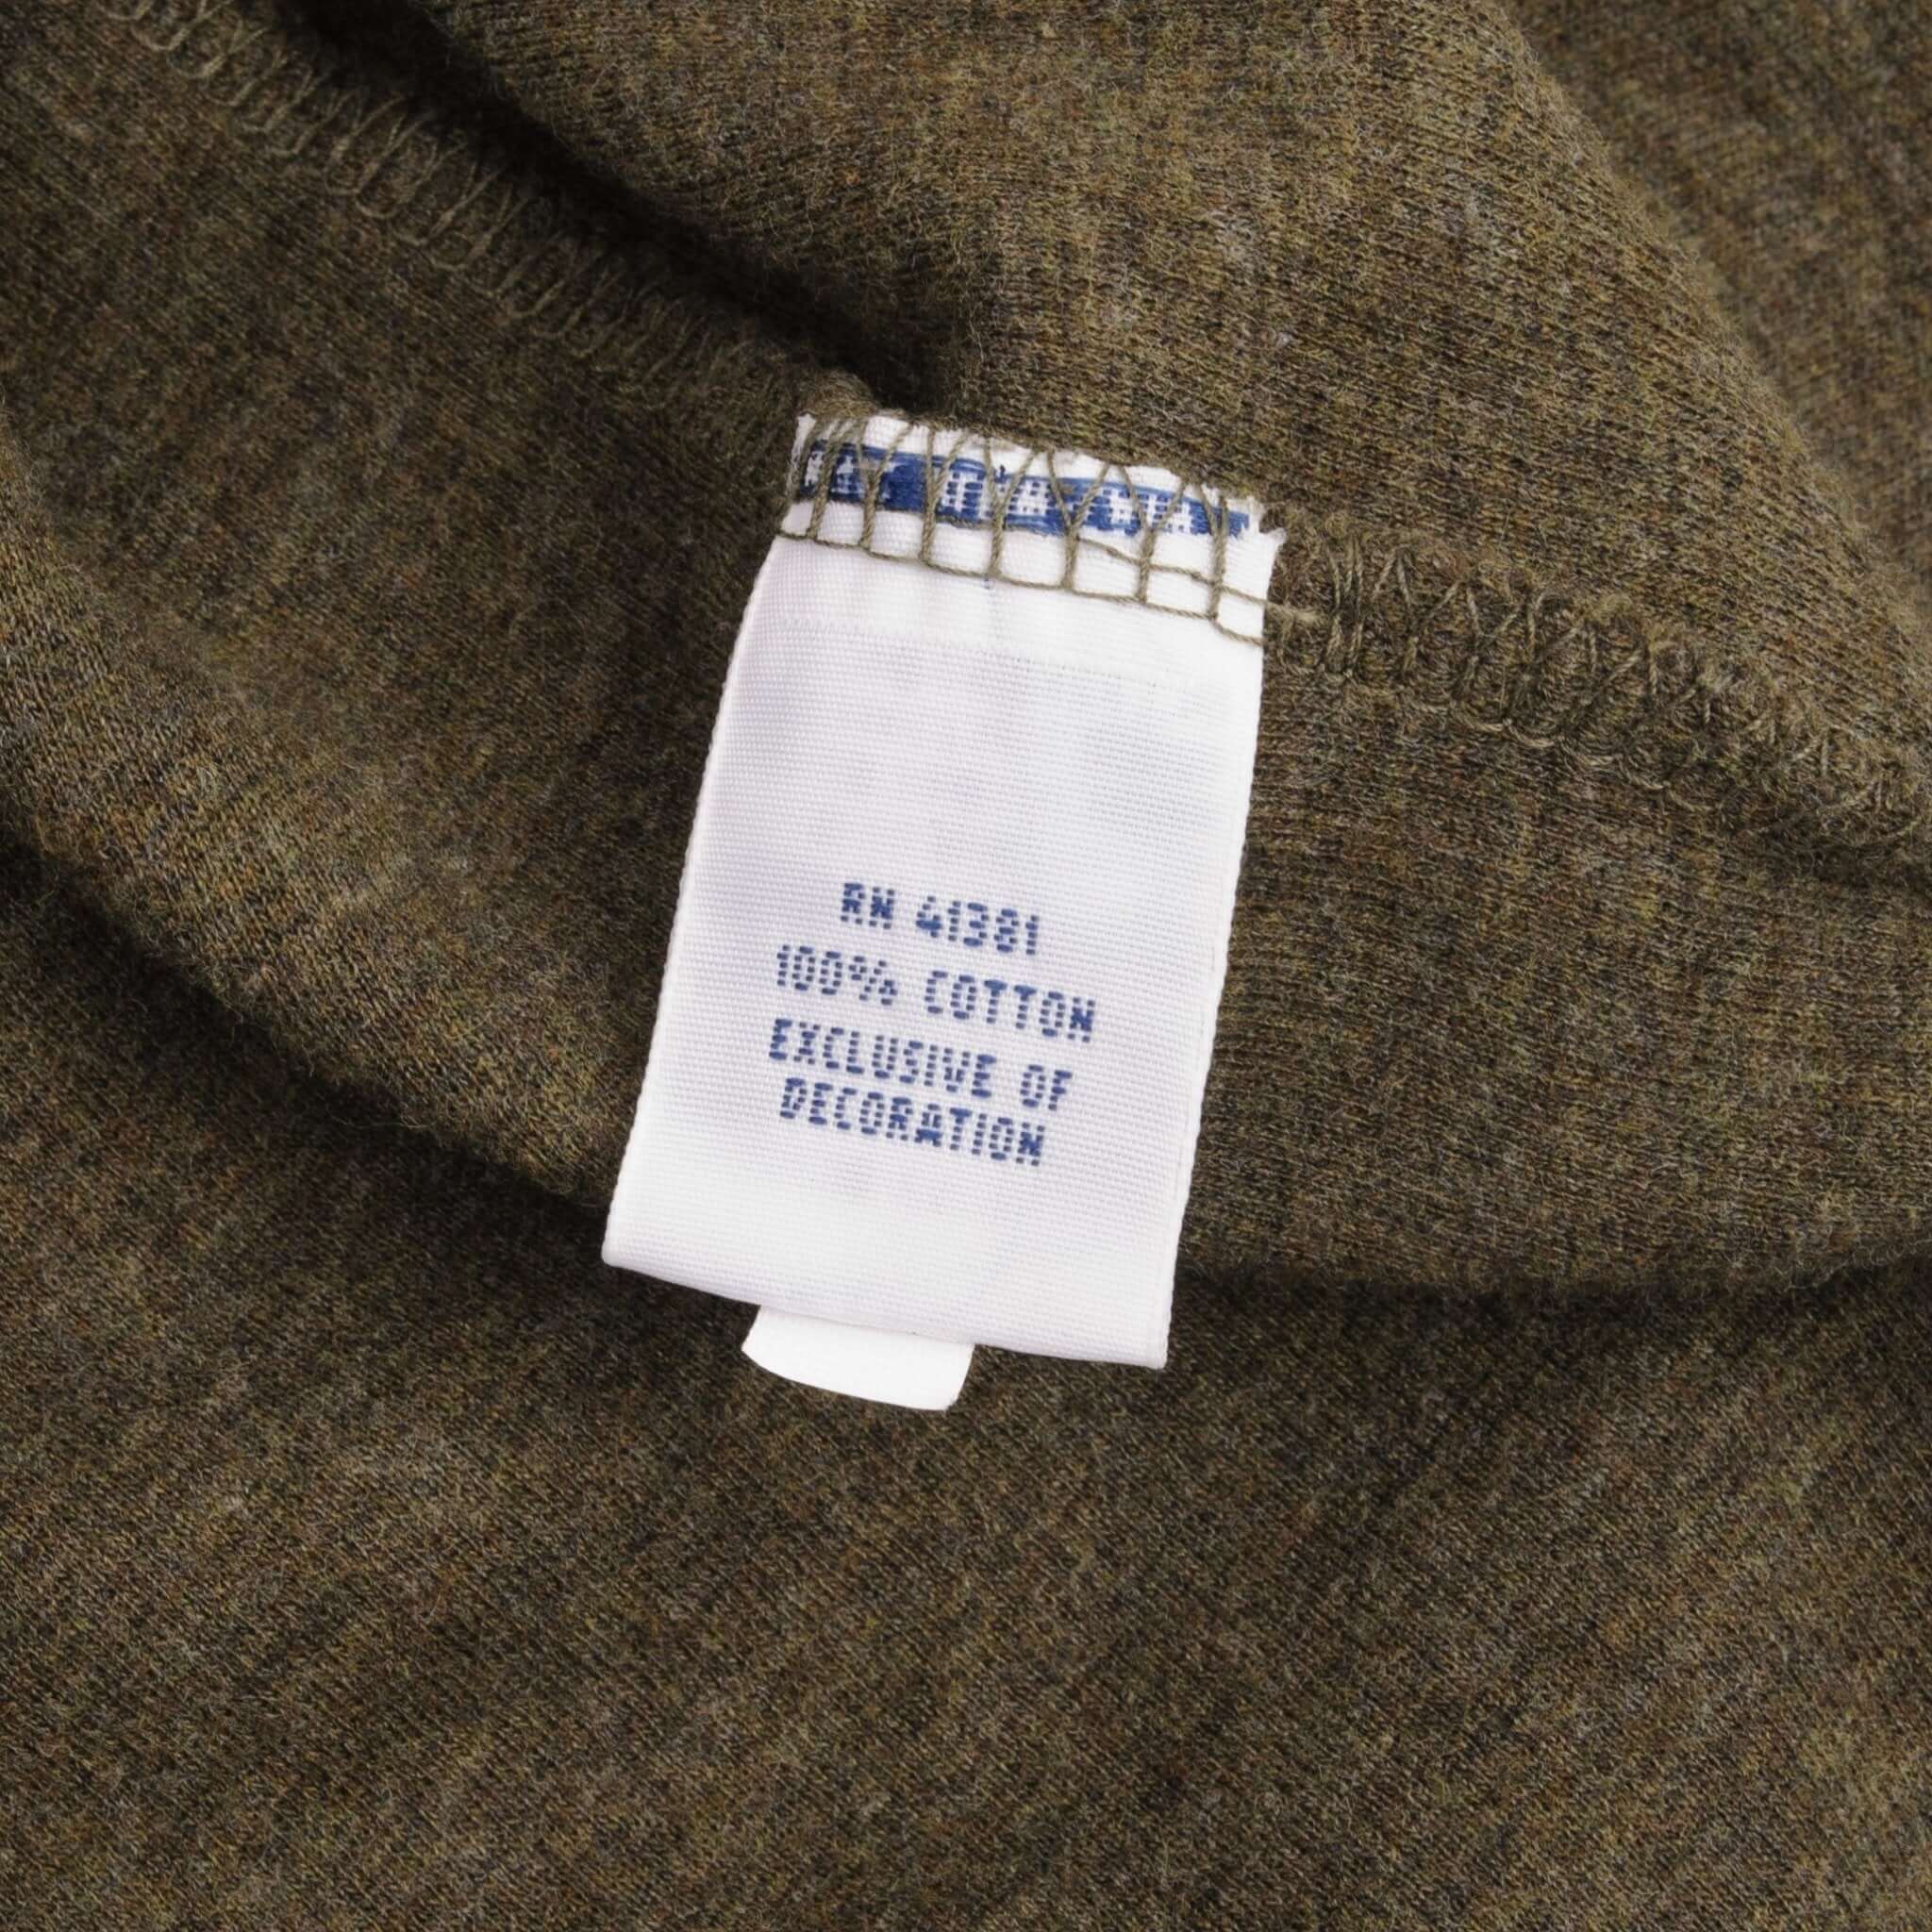 RN 41381
100% COTTON
EXCLUSIVE OF
DECORATION